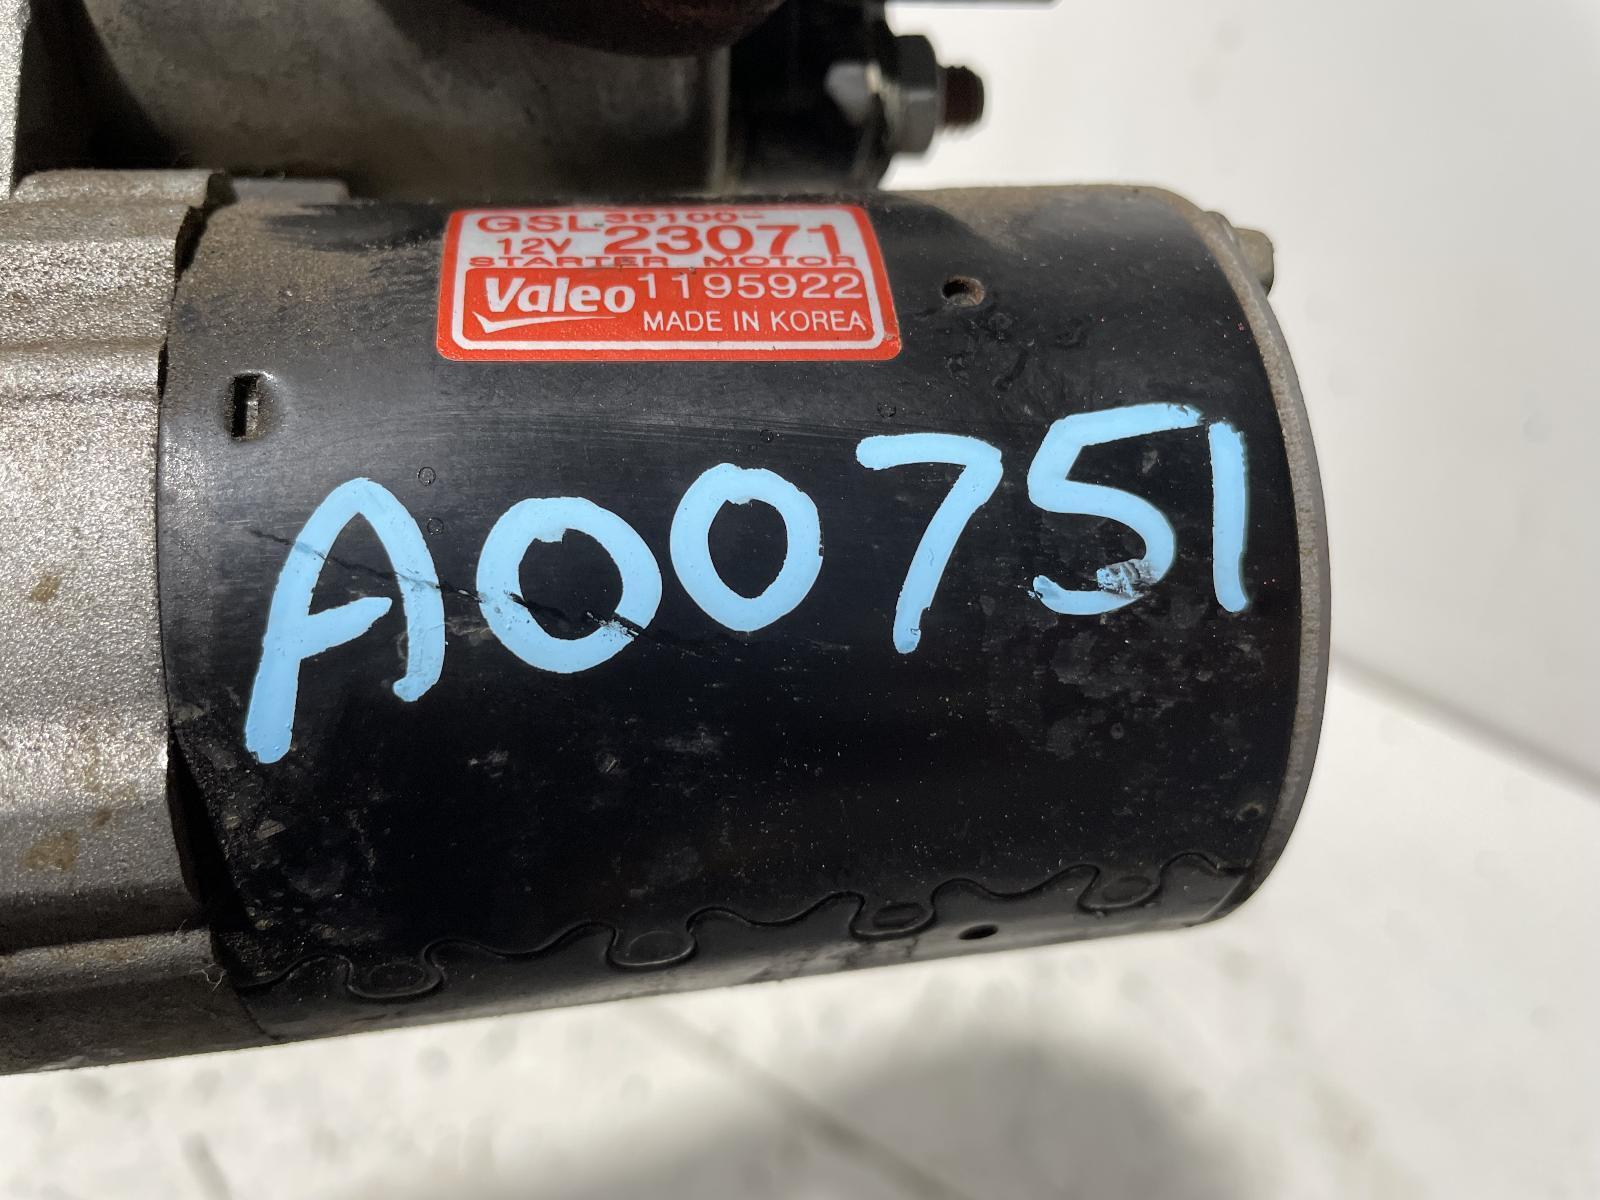 GSL 36100-
12V 23071
STARTER MOTOR
Valeo 1195922
MADE IN KOREA
A00751